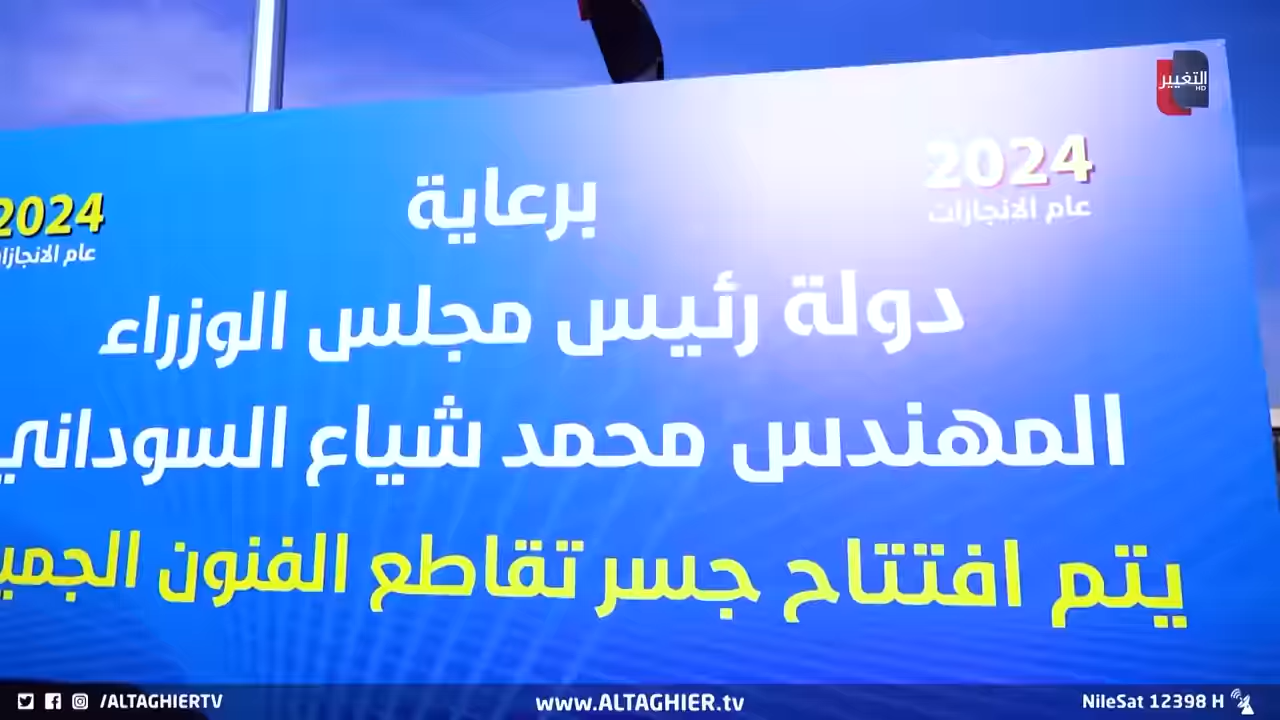 التغيير HD
2024
عام الانجازات
2024
عام
برعاية
دولة رئيس مجلس الوزراء
المهندس محمد شياع السوداني
يتم افتتاح جسر تقاطع الفنون
/ALTAGHIERTV
www.ALTAGHIER.tv
NileSat 12398 H